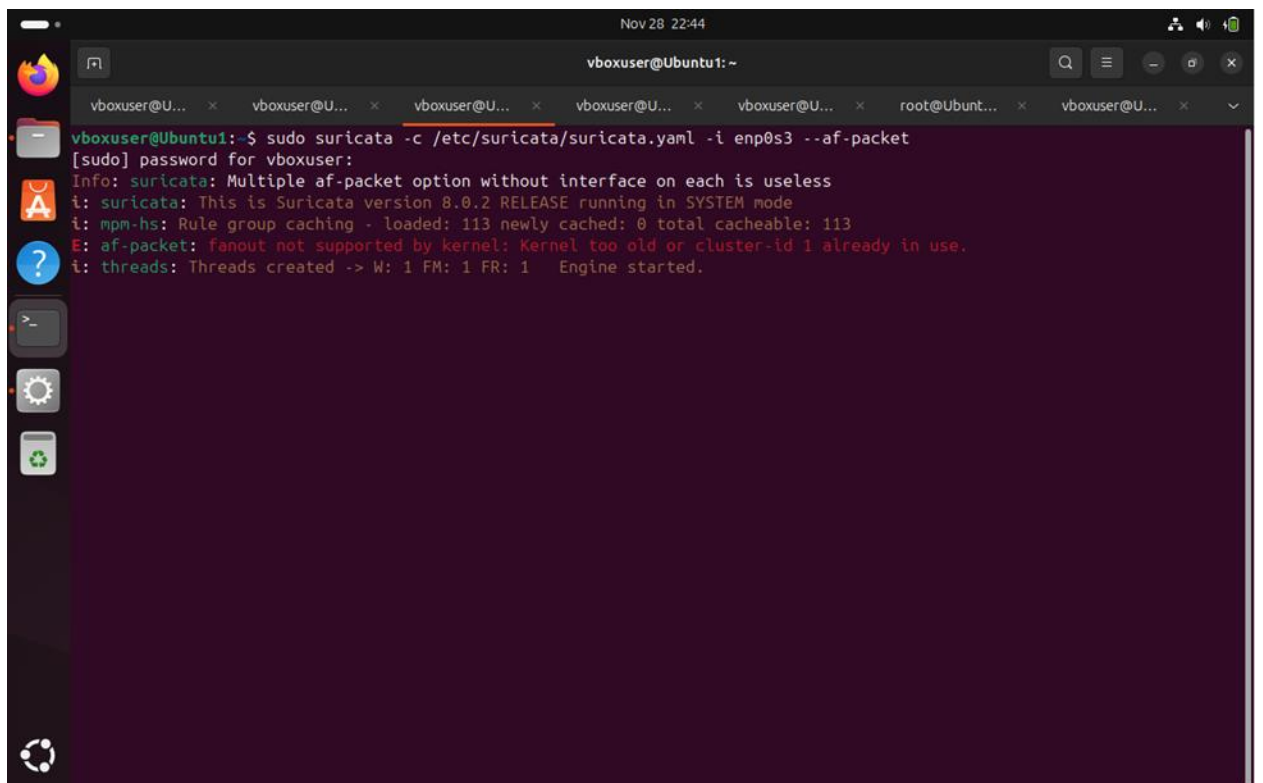 Nov 28 22:44
vboxuser@Ubuntu1: ~
vboxuser@U... vboxuser@U... vboxuser@U... vboxuser@U... vboxuser@U... root@Ubunt... vboxuser@U...
vboxuser@Ubuntu1:~$ sudo suricata -c /etc/suricata/suricata.yaml -i enp0s3 --af-packet
[sudo] password for vboxuser:
Info: suricata: Multiple af-packet option without interface on each is useless
i: suricata: This is Suricata version 8.0.2 RELEASE running in SYSTEM mode
i: mpm-hs: Rule group caching - loaded: 113 newly cached: 0 total cacheable: 113
E: af-packet: fanout not supported by kernel: Kernel too old or cluster-id 1 already in use.
i: threads: Threads created -> W: 1 FM: 1 FR: 1   Engine started.